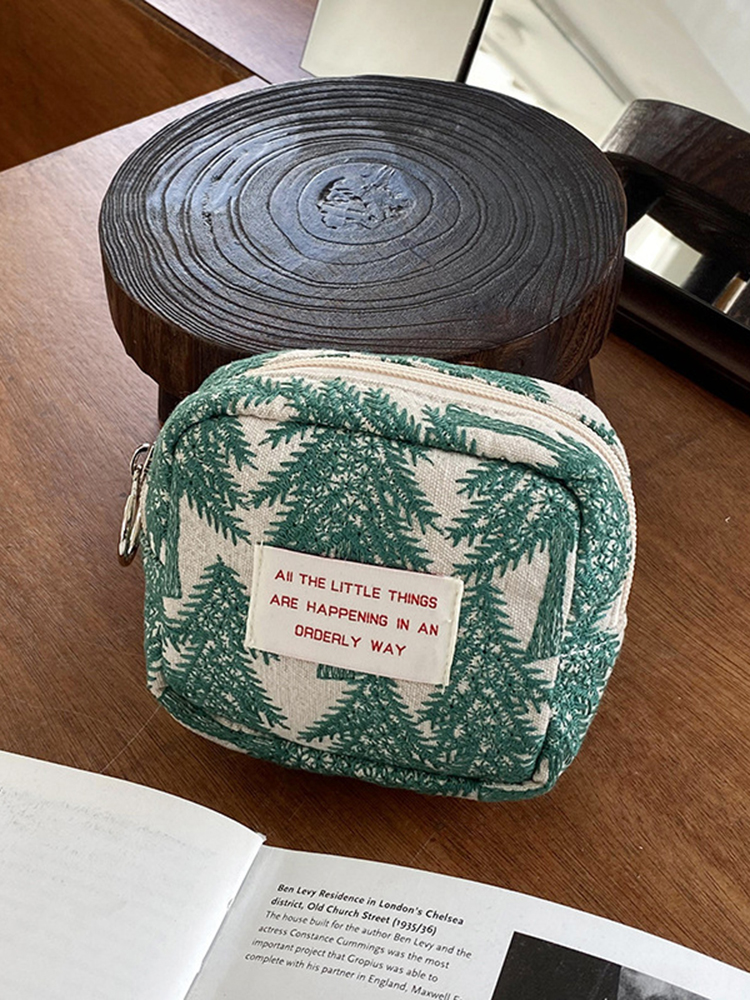 All THE LITTLE THINGS
ARE HAPPENING IN AN
ORDERLY WAY
Ben Levy Residence in London's Chelsea
district, Old Church Street (1935/36)
The house built for the author Ben Levy and the
actress Constance Cummings was the most
important project that Gropius was able to
complete with his partner in England, Maxwell